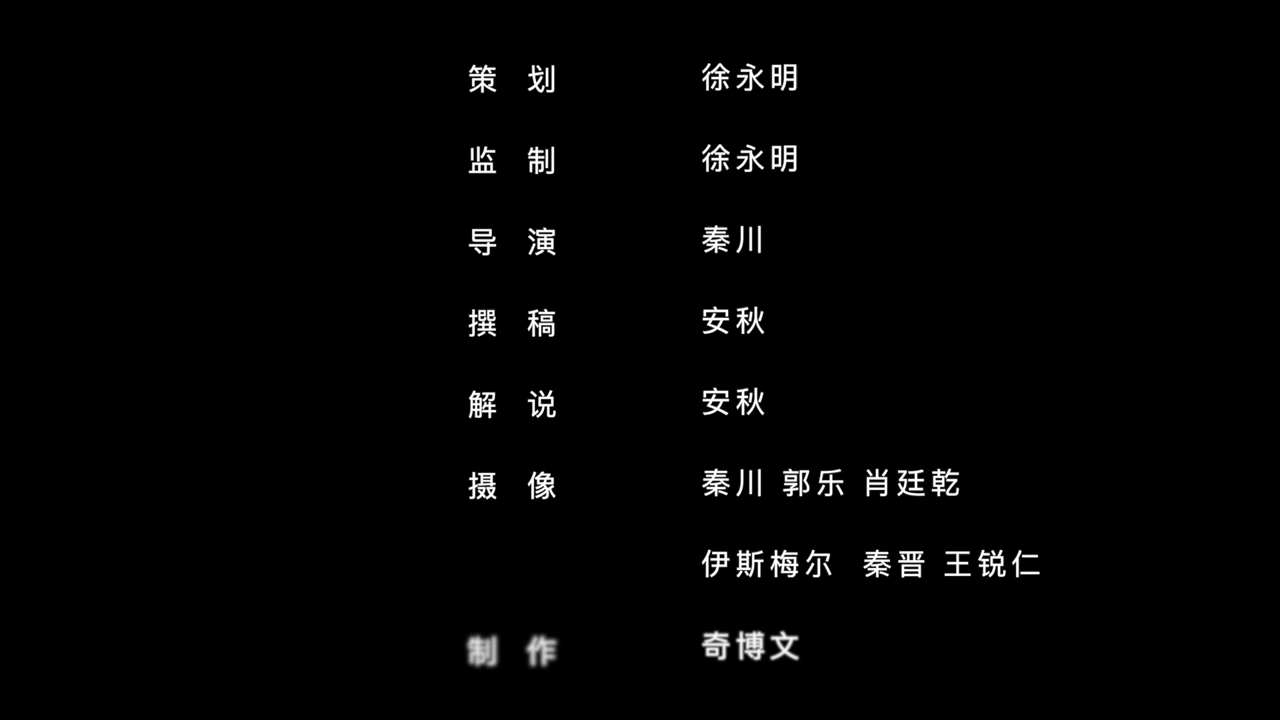 策 划 徐永明
监 制 徐永明
导 演 秦川
撰 稿 安秋
解 说 安秋
摄 像 秦川 郭乐 肖廷乾
伊斯梅尔 秦晋 王锐仁
制 作 奇博文